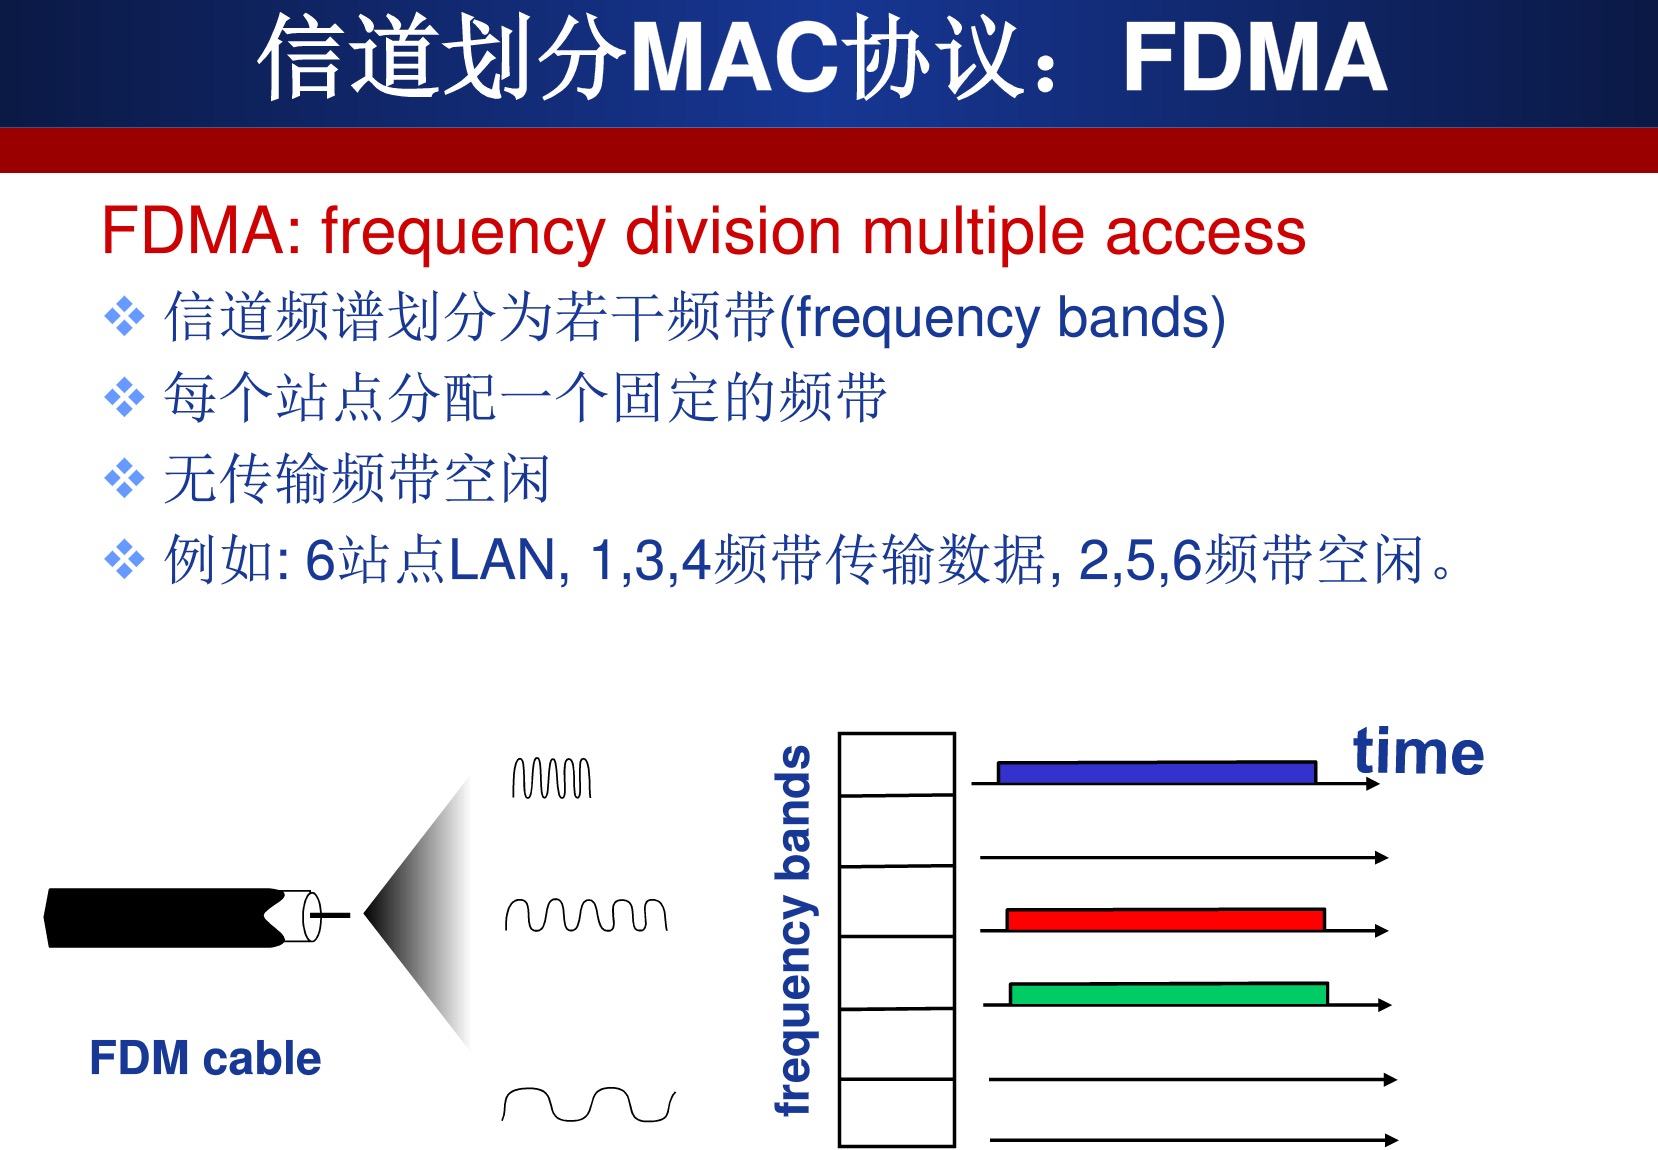 信道划分MAC协议：FDMA
FDMA: frequency division multiple access
信道频谱划分为若干频带(frequency bands)
每个站点分配一个固定的频带
无传输频带空闲
例如: 6站点LAN, 1,3,4频带传输数据, 2,5,6频带空闲。
FDM cable
frequency bands
time